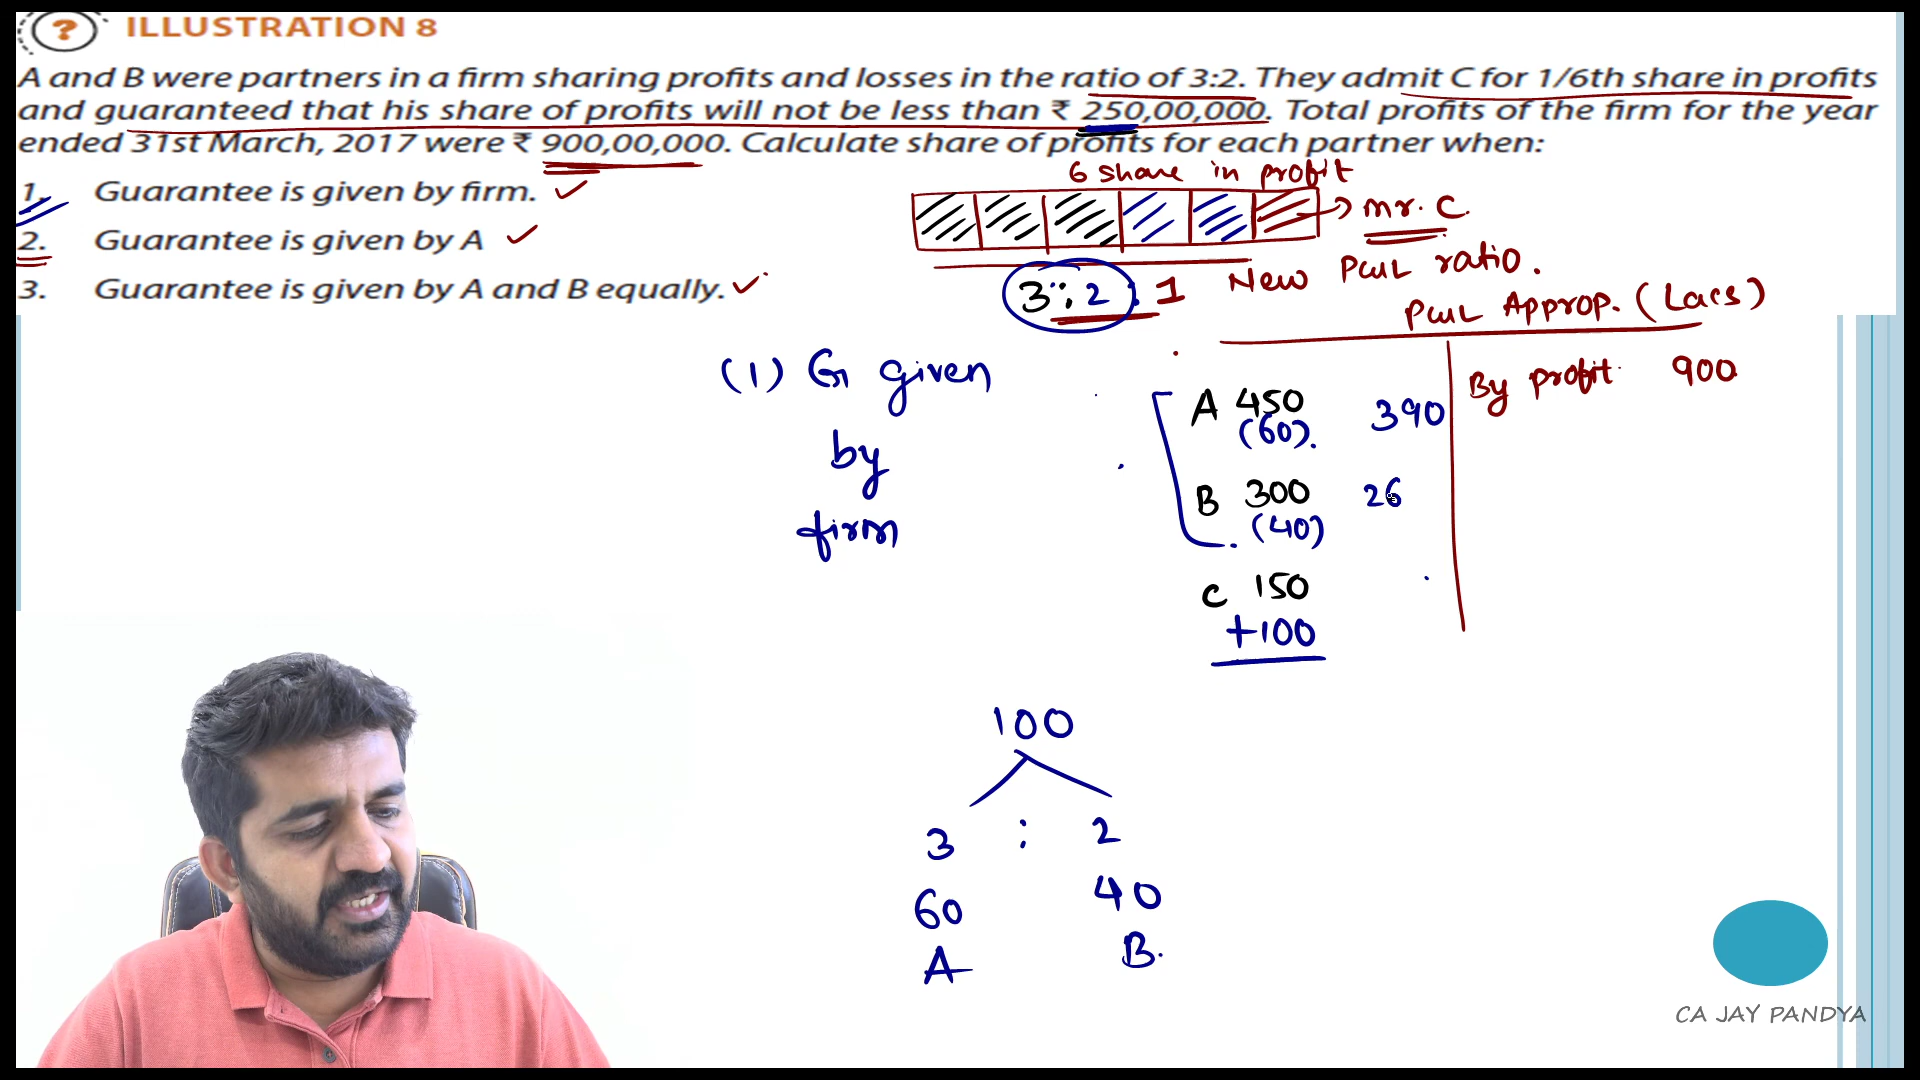 ? ILLUSTRATION 8
A and B were partners in a firm sharing profits and losses in the ratio of 3:2. They admit C for 1/6th share in profits
and guaranteed that his share of profits will not be less than ₹ 250,00,000. Total profits of the firm for the year
ended 31st March, 2017 were ₹ 900,00,000. Calculate share of profits for each partner when:
1. Guarantee is given by firm.
2. Guarantee is given by A
3. Guarantee is given by A and B equally.
6 share in profit
Mr. C.
3 : 2 : 1 New P&L ratio.
P&L Approp. (Lacs)
(1) G given
by
firm
A 450 390
(60).
B 300 26
(40)
C 150
+100
By profit 900
100
3 : 2
60 40
A B.
CA JAY PANDYA